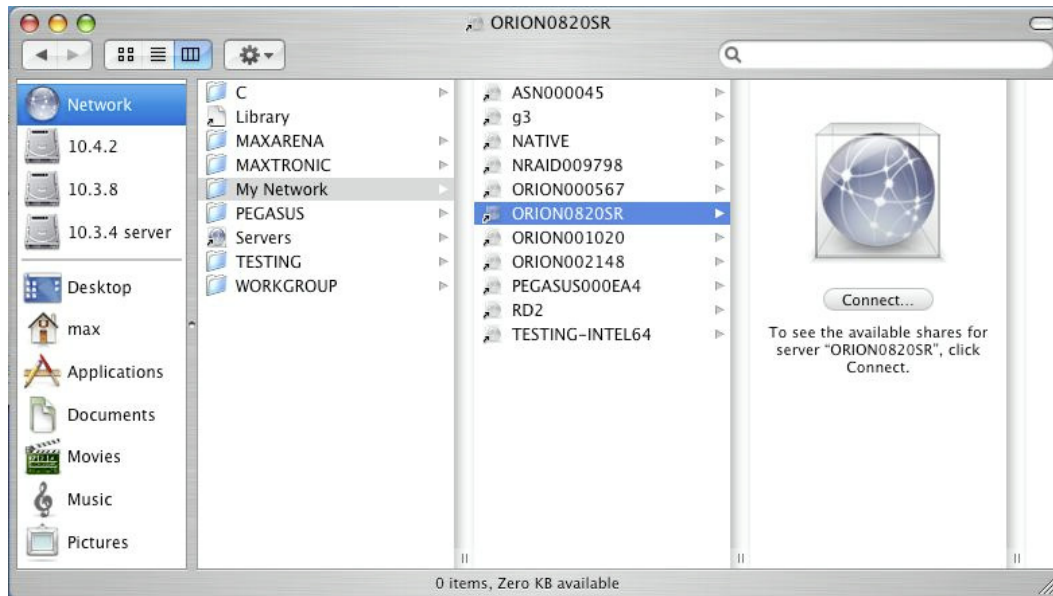 ORION0820SR
Network
10.4.2
10.3.8
10.3.4 server
Desktop
max
Applications
Documents
Movies
Music
Pictures
C
Library
MAXARENA
MAXTRONIC
My Network
PEGASUS
Servers
TESTING
WORKGROUP
ASN000045
g3
NATIVE
NRAID009798
ORION000567
ORION0820SR
ORION001020
ORION002148
PEGASUS000EA4
RD2
TESTING-INTEL64
Connect...
To see the available shares for
server “ORION0820SR”, click
Connect.
0 items, Zero KB available